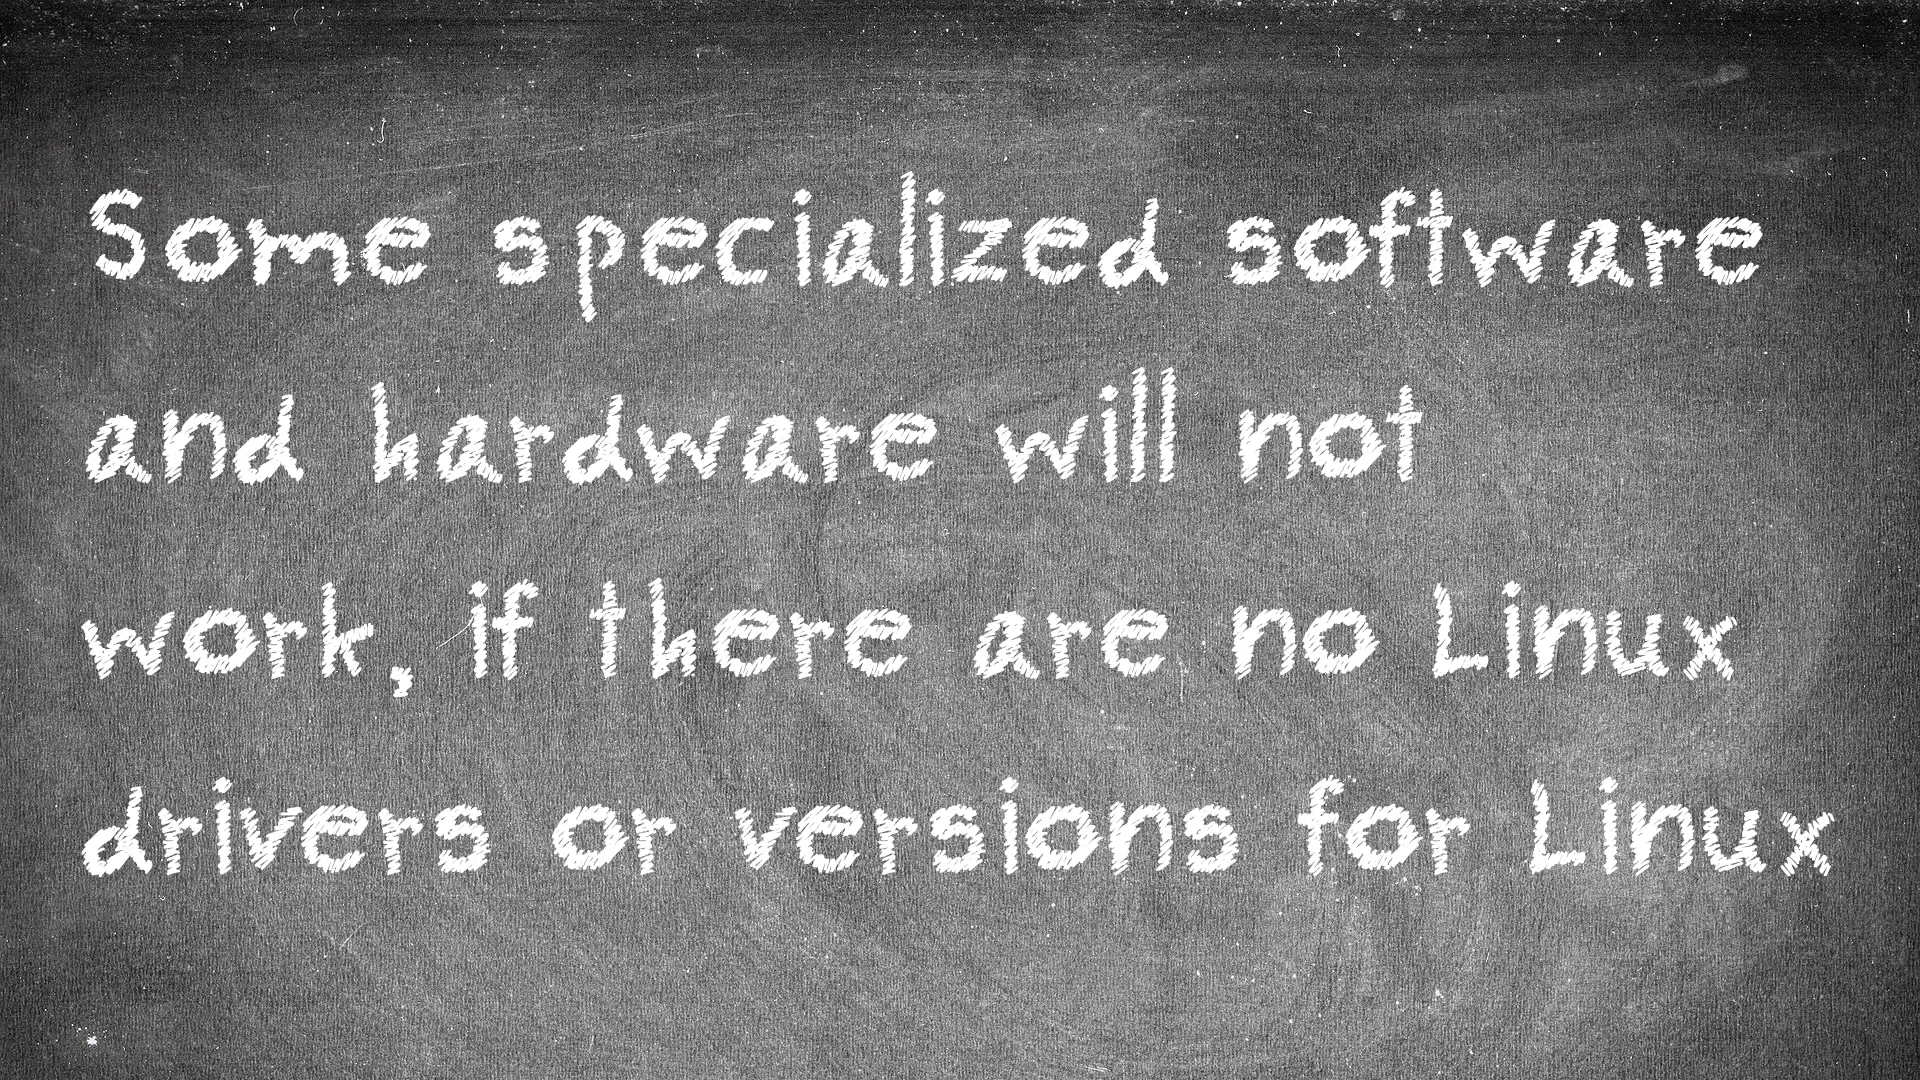 Some specialized software
and hardware will not
work, if there are no Linux
drivers or versions for Linux